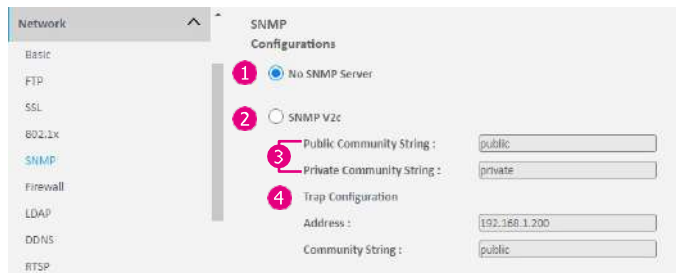 Network
Basic
FTP
SSL
802.1x
SNMP
Firewall
LDAP
DDNS
RTSP
SNMP
Configurations
1 No SNMP Server
2 SNMP V2c
3 Public Community String : public
Private Community String : private
4 Trap Configuration
Address : 192.168.1.200
Community String : public